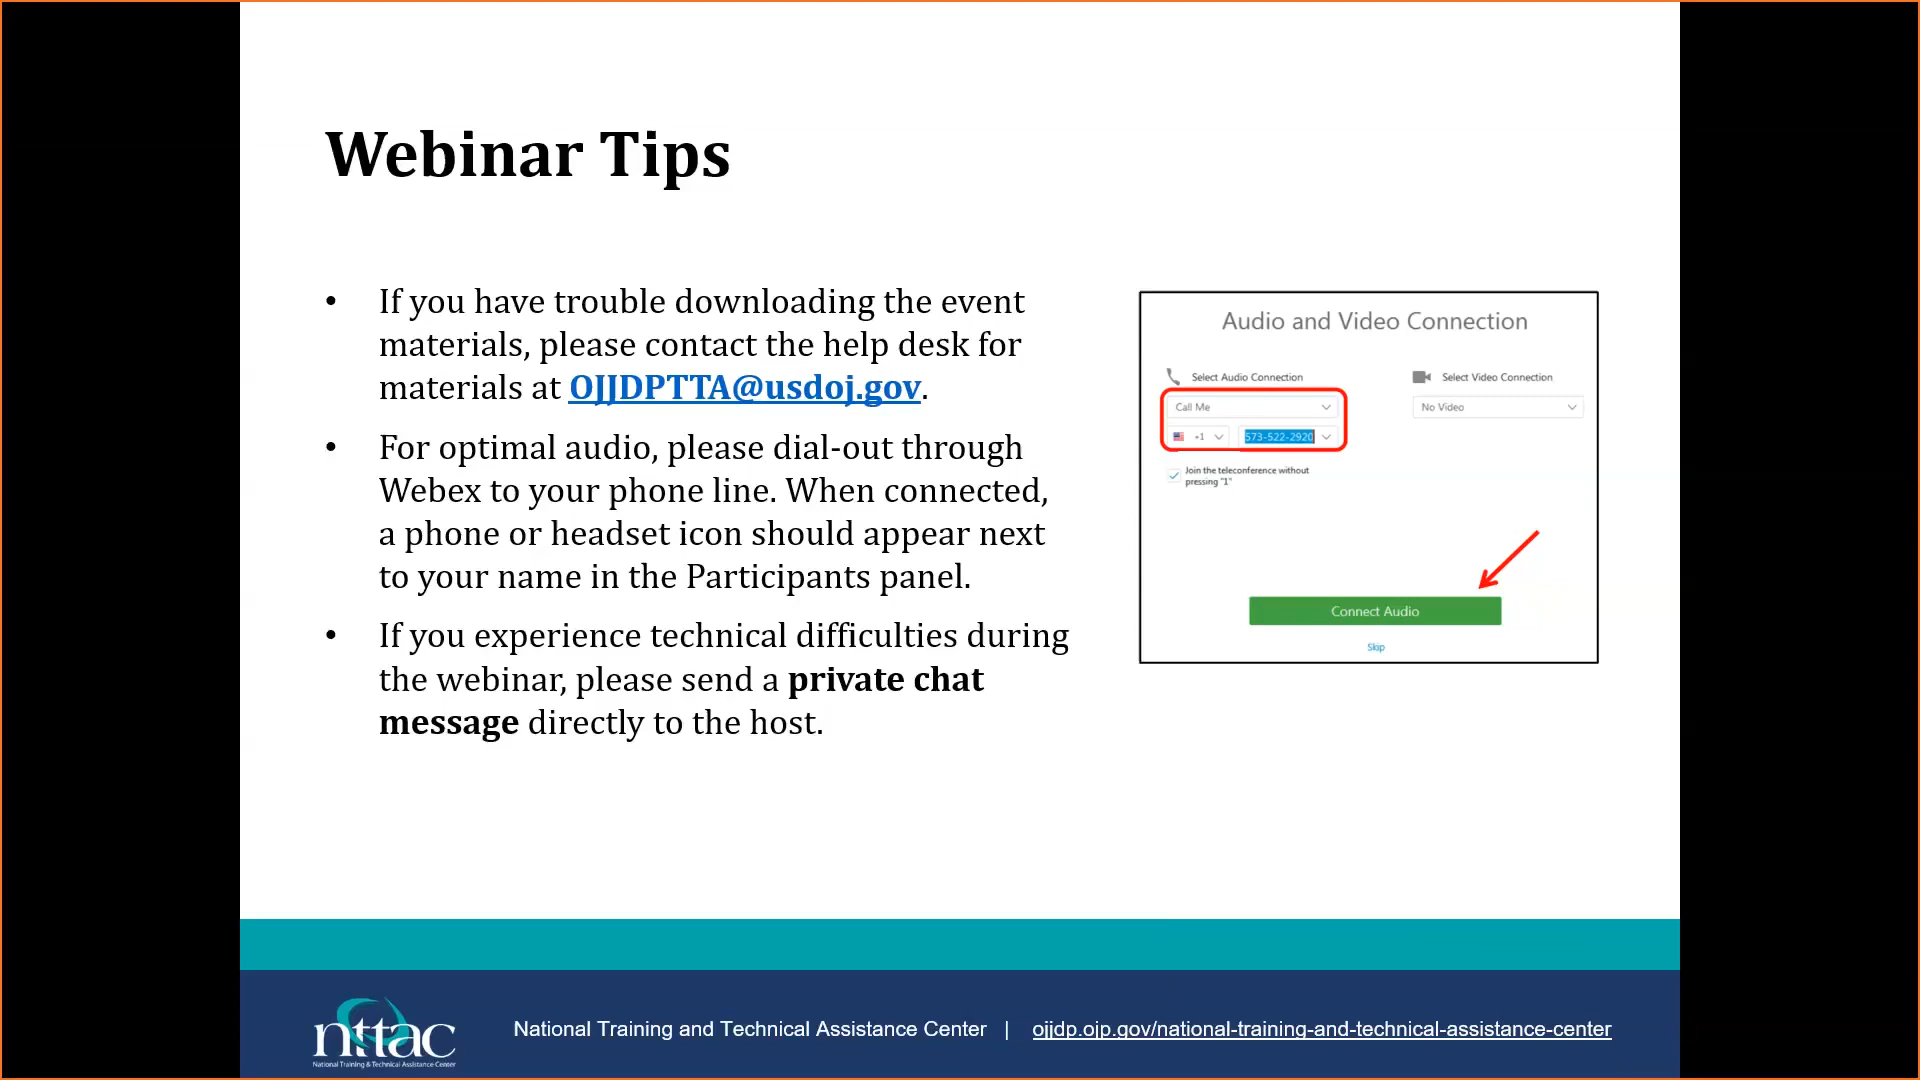 Webinar Tips
• If you have trouble downloading the event
materials, please contact the help desk for
materials at OJJDPTTA@usdoj.gov.
• For optimal audio, please dial-out through
Webex to your phone line. When connected,
a phone or headset icon should appear next
to your name in the Participants panel.
• If you experience technical difficulties during
the webinar, please send a private chat
message directly to the host.
Audio and Video Connection
Select Audio Connection
Select Video Connection
Call Me
No Video
+1
573-522-2920
Join the teleconference without
pressing "1"
Connect Audio
Skip
nttac
National Training & Technical Assistance Center
National Training and Technical Assistance Center | ojjdp.ojp.gov/national-training-and-technical-assistance-center